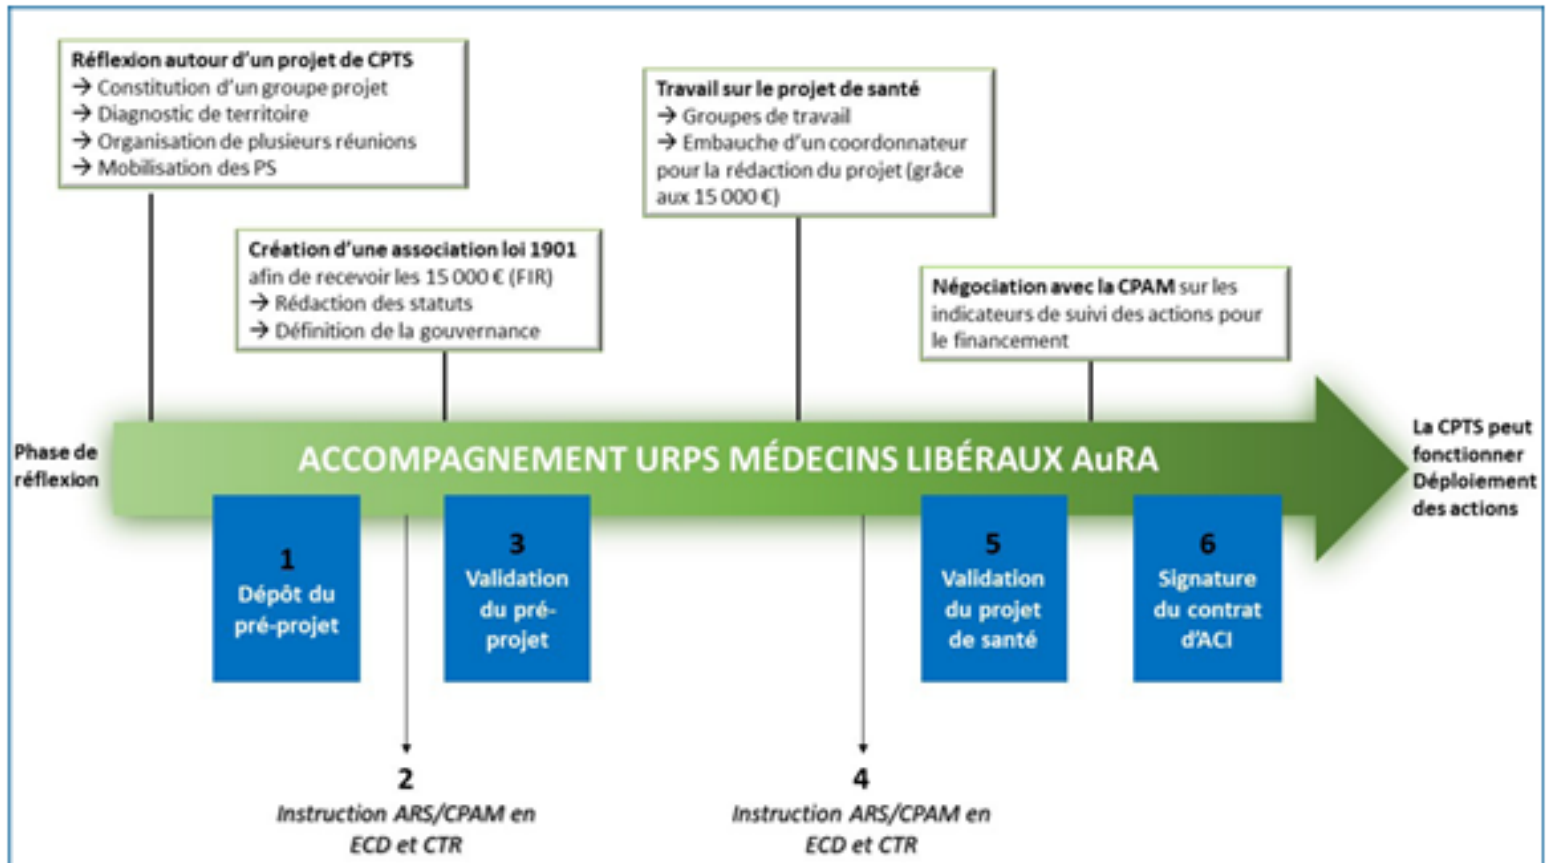 Réflexion autour d'un projet de CPTS
→ Constitution d'un groupe projet
→ Diagnostic de territoire
→ Organisation de plusieurs réunions
→ Mobilisation des PS
Travail sur le projet de santé
→ Groupes de travail
→ Embauche d'un coordonnateur
pour la rédaction du projet (grâce
aux 15 000 €)
Création d'une association loi 1901
afin de recevoir les 15 000 € (FIR)
→ Rédaction des statuts
→ Définition de la gouvernance
Négociation avec la CPAM sur les
indicateurs de suivi des actions pour
le financement
Phase de
réflexion
ACCOMPAGNEMENT URPS MÉDECINS LIBÉRAUX AuRA
La CPTS peut
fonctionner
Déploiement
des actions
1
Dépôt du
pré-projet
3
Validation
du pré-
projet
5
Validation
du projet
de santé
6
Signature
du contrat
d'ACI
2
Instruction ARS/CPAM en
ECD et CTR
4
Instruction ARS/CPAM en
ECD et CTR